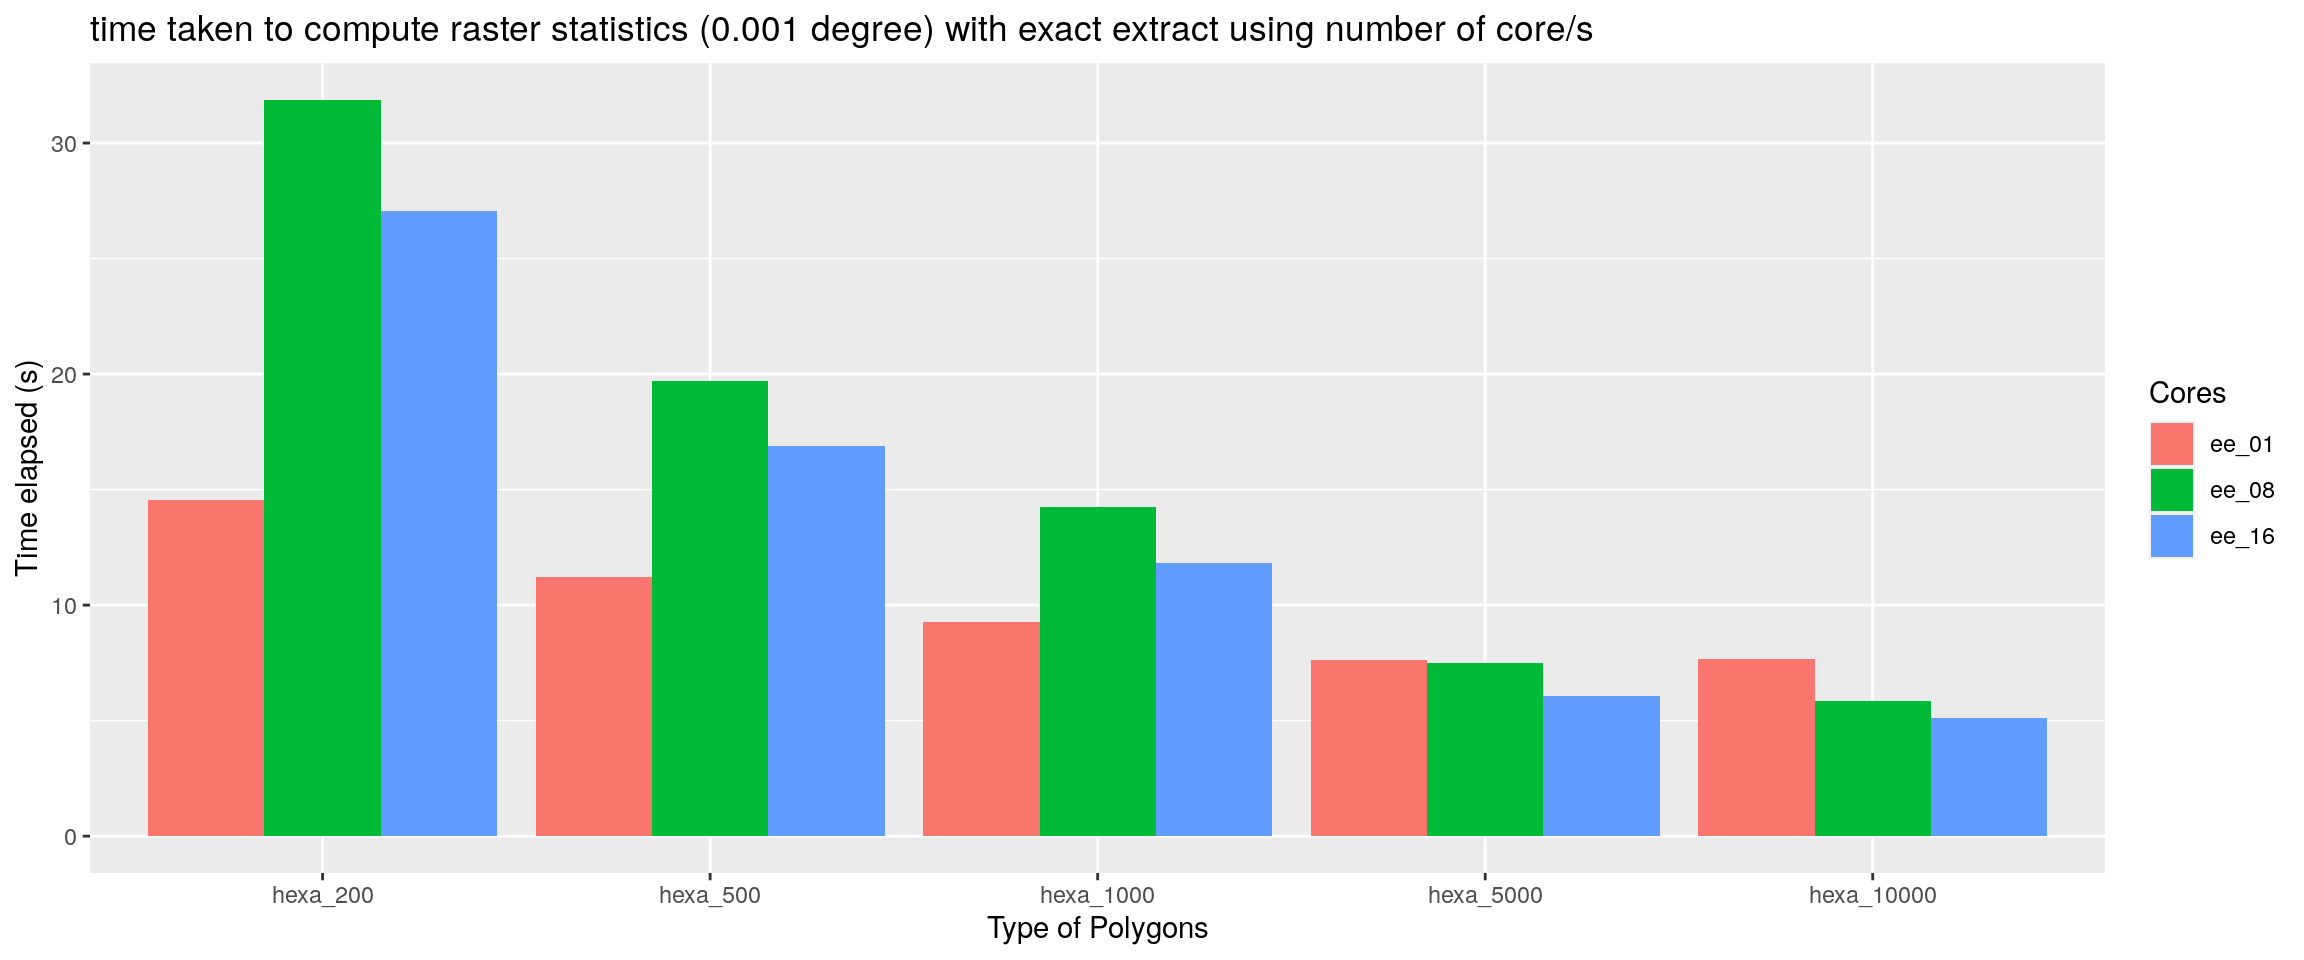 time taken to compute raster statistics (0.001 degree) with exact extract using number of core/s
30
20
10
0
Time elapsed (s)
hexa_200 hexa_500 hexa_1000 hexa_5000 hexa_10000
Type of Polygons
Cores
ee_01
ee_08
ee_16